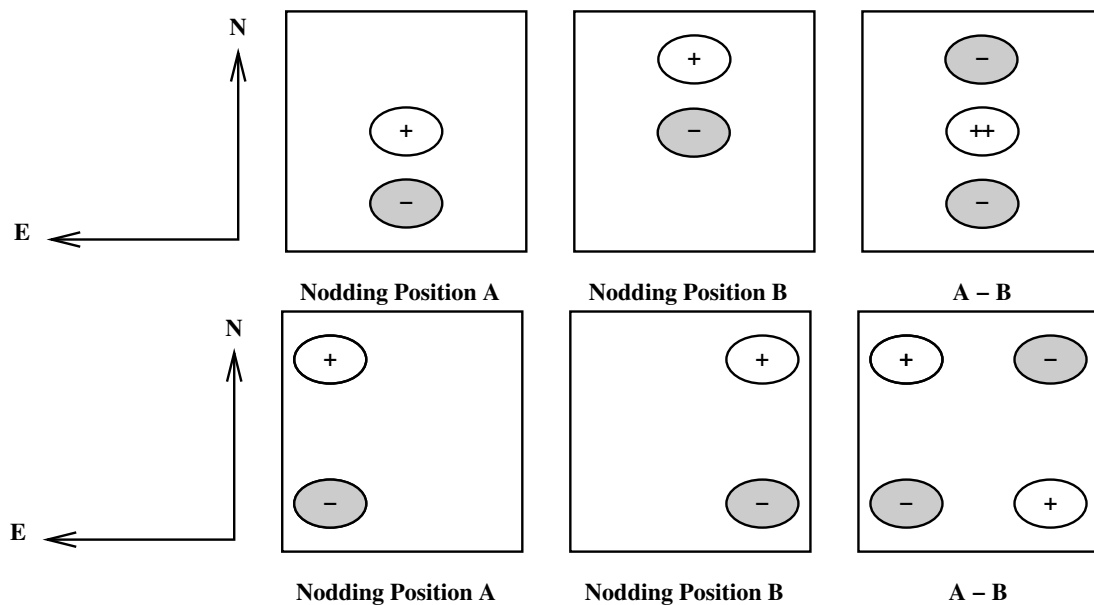 N
+
+
−
+
−
++
−
−
E
Nodding Position A
Nodding Position B
A − B
N
+
+
+
−
−
−
−
+
E
Nodding Position A
Nodding Position B
A − B